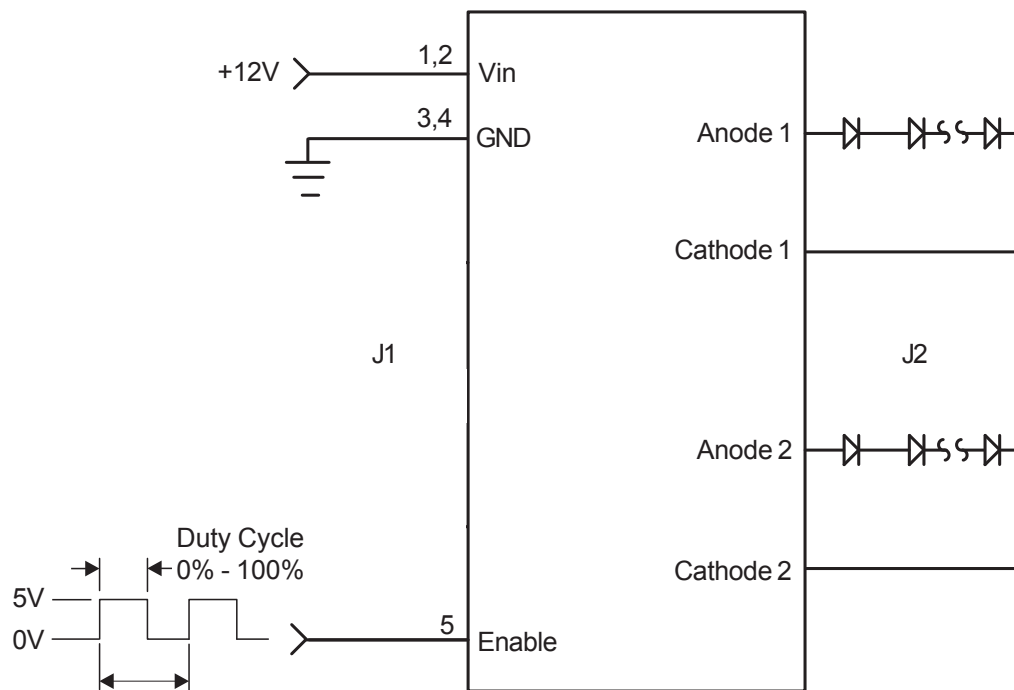 +12V
1,2
Vin
3,4
GND
Anode 1
Cathode 1
J1
J2
Anode 2
Cathode 2
Duty Cycle
0% - 100%
5V
0V
5
Enable